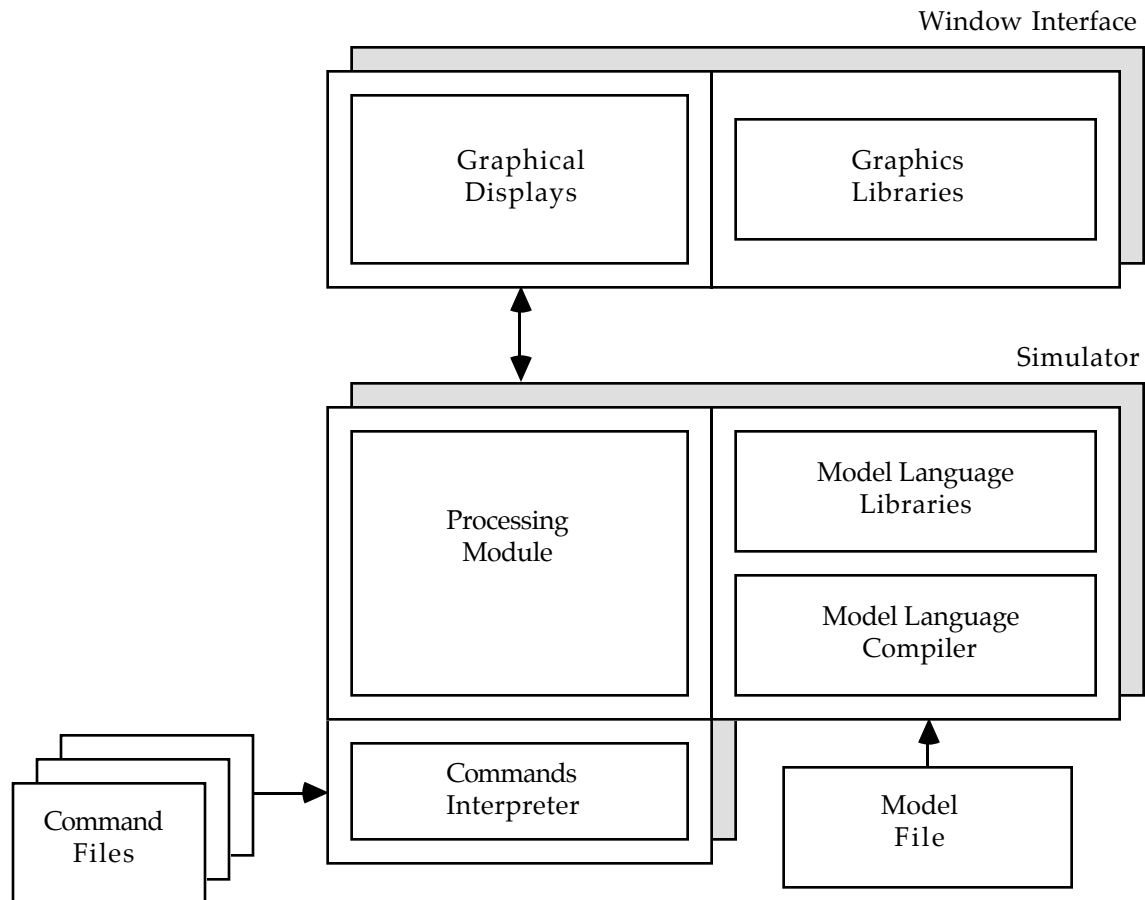 Window Interface
Graphical
Displays
Graphics
Libraries
Simulator
Processing
Module
Model Language
Libraries
Model Language
Compiler
Commands
Interpreter
Command
Files
Model
File